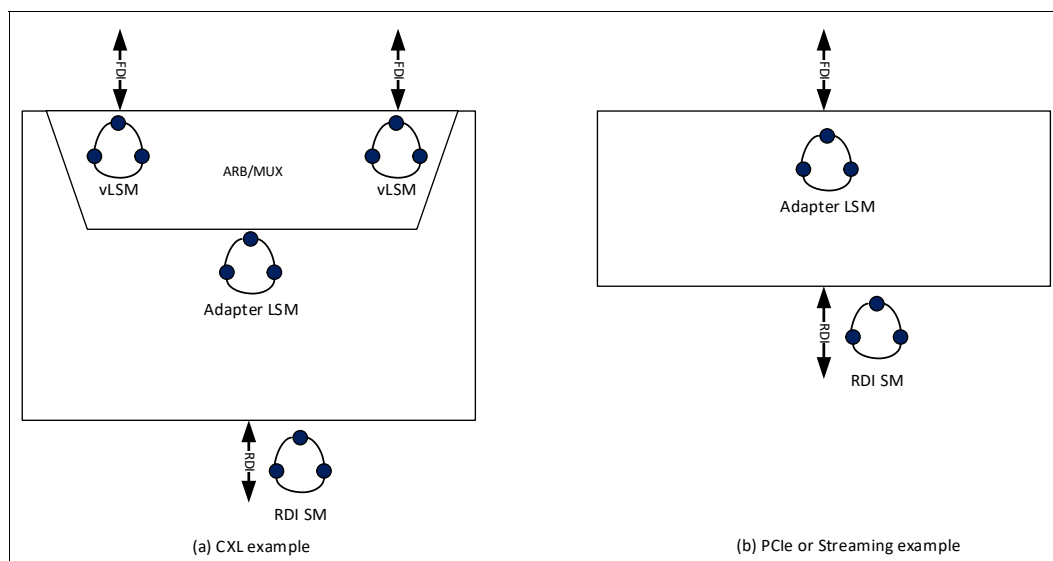 FDI
FDI
vLSM
ARB/MUX
vLSM
Adapter LSM
RDI
RDI SM
(a) CXL example
FDI
Adapter LSM
RDI
RDI SM
(b) PCIe or Streaming example